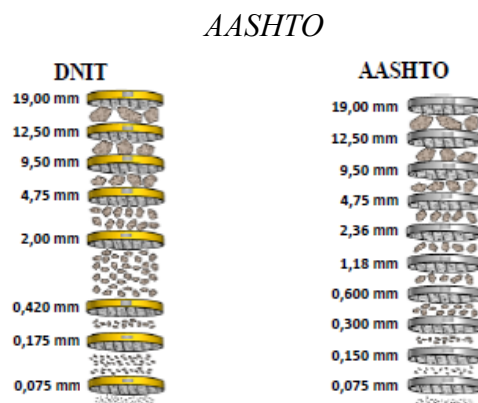 AASHTO
DNIT
19,00 mm
12,50 mm
9,50 mm
4,75 mm
2,00 mm
0,420 mm
0,175 mm
0,075 mm
AASHTO
19,00 mm
12,50 mm
9,50 mm
4,75 mm
2,36 mm
1,18 mm
0,600 mm
0,300 mm
0,150 mm
0,075 mm